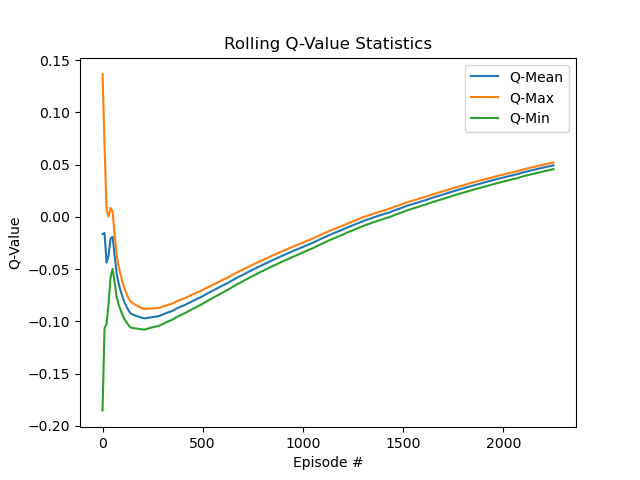 Rolling Q-Value Statistics
0.15
0.10
0.05
0.00
−0.05
−0.10
−0.15
−0.20
Q-Value
Q-Mean
Q-Max
Q-Min
0
500
1000
1500
2000
Episode #